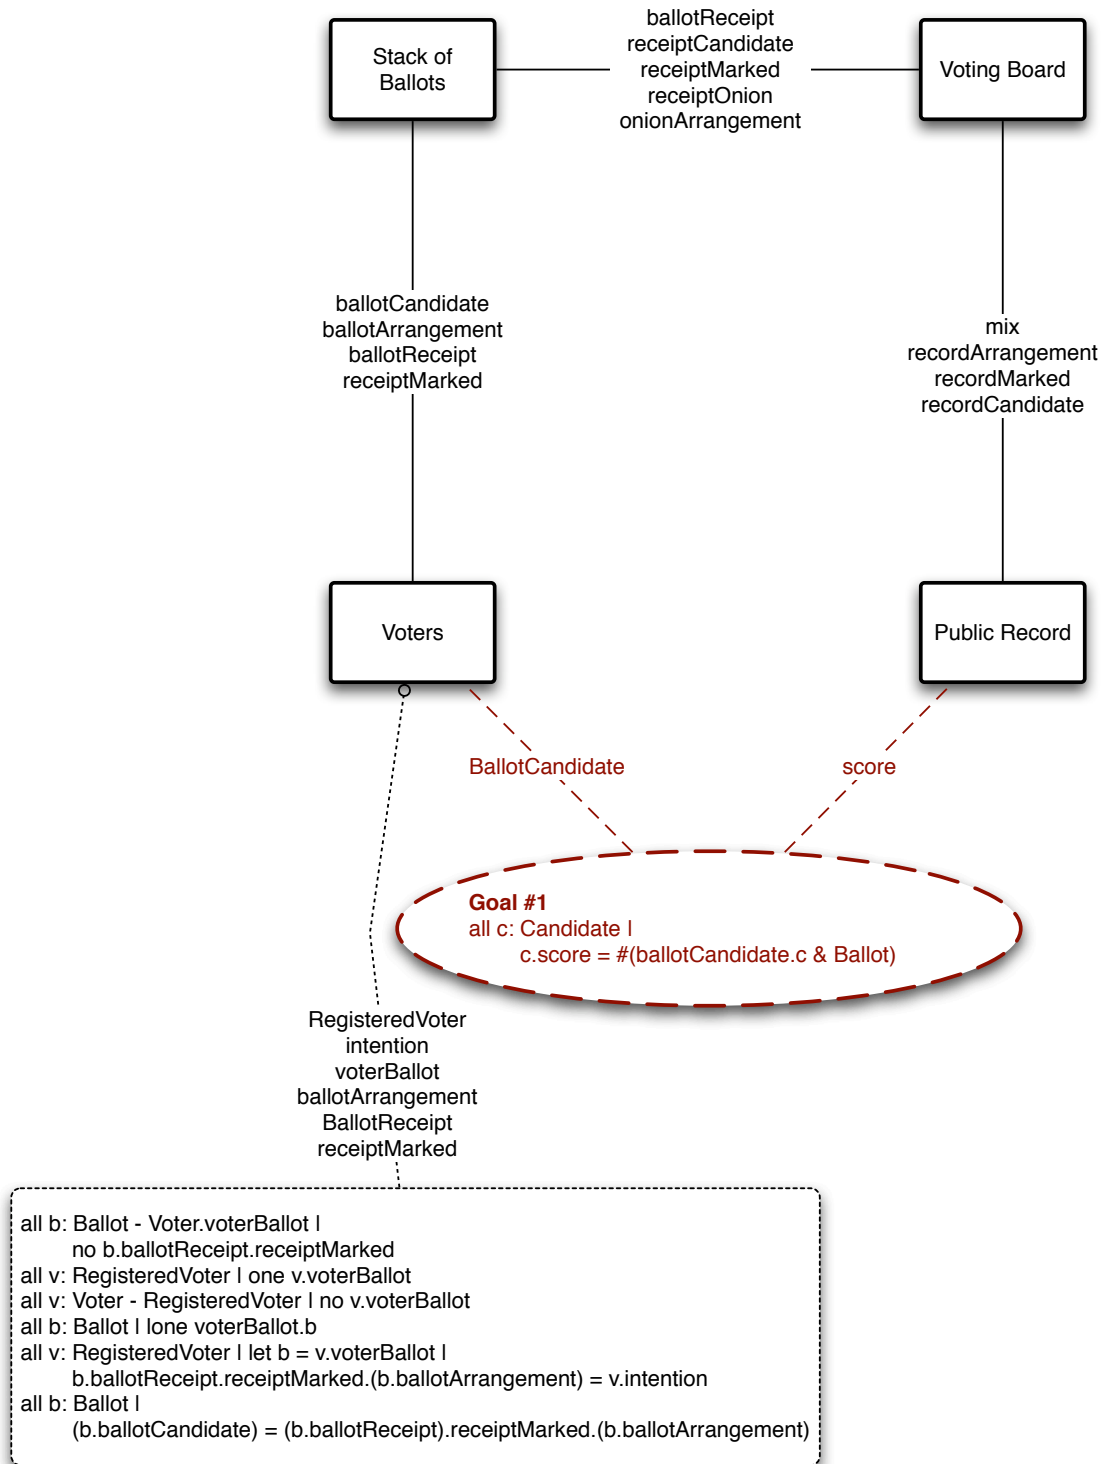 Stack of
Ballots
ballotReceipt
receiptCandidate
receiptMarked
receiptOnion
onionArrangement
Voting Board
ballotCandidate
ballotArrangement
ballotReceipt
receiptMarked
mix
recordArrangement
recordMarked
recordCandidate
Voters
Public Record
BallotCandidate
score
Goal #1
all c: Candidate |
c.score = #(ballotCandidate.c & Ballot)
RegisteredVoter
intention
voterBallot
ballotArrangement
BallotReceipt
receiptMarked
all b: Ballot - Voter.voterBallot |
no b.ballotReceipt.receiptMarked
all v: RegisteredVoter | one v.voterBallot
all v: Voter - RegisteredVoter | no v.voterBallot
all b: Ballot | lone voterBallot.b
all v: RegisteredVoter | let b = v.voterBallot |
b.ballotReceipt.receiptMarked.(b.ballotArrangement) = v.intention
all b: Ballot |
(b.ballotCandidate) = (b.ballotReceipt).receiptMarked.(b.ballotArrangement)